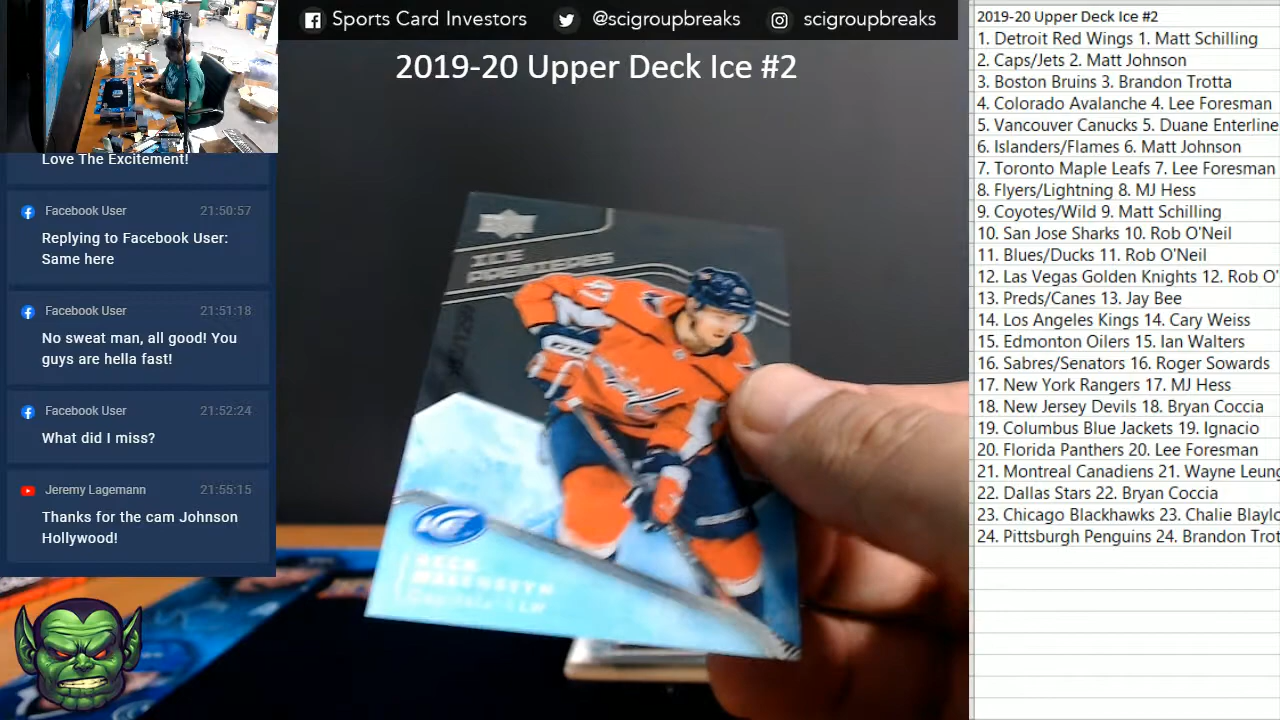 Sports Card Investors
@scigroupbreaks
scigroupbreaks
2019-20 Upper Deck Ice #2
Love The Excitement!
Facebook User 21:50:57
Replying to Facebook User:
Same here
Facebook User 21:51:18
No sweat man, all good! You
guys are hella fast!
Facebook User 21:52:24
What did I miss?
Jeremy Lagemann 21:55:15
Thanks for the cam Johnson
Hollywood!
ICE
PREMIERES
BECK
MALENSTYN
Capitals LW
2019-20 Upper Deck Ice #2
1. Detroit Red Wings 1. Matt Schilling
2. Caps/Jets 2. Matt Johnson
3. Boston Bruins 3. Brandon Trotta
4. Colorado Avalanche 4. Lee Foresman
5. Vancouver Canucks 5. Duane Enterline
6. Islanders/Flames 6. Matt Johnson
7. Toronto Maple Leafs 7. Lee Foresman
8. Flyers/Lightning 8. MJ Hess
9. Coyotes/Wild 9. Matt Schilling
10. San Jose Sharks 10. Rob O'Neil
11. Blues/Ducks 11. Rob O'Neil
12. Las Vegas Golden Knights 12. Rob O'
13. Preds/Canes 13. Jay Bee
14. Los Angeles Kings 14. Cary Weiss
15. Edmonton Oilers 15. Ian Walters
16. Sabres/Senators 16. Roger Sowards
17. New York Rangers 17. MJ Hess
18. New Jersey Devils 18. Bryan Coccia
19. Columbus Blue Jackets 19. Ignacio
20. Florida Panthers 20. Lee Foresman
21. Montreal Canadiens 21. Wayne Leung
22. Dallas Stars 22. Bryan Coccia
23. Chicago Blackhawks 23. Chalie Blaylo
24. Pittsburgh Penguins 24. Brandon Trot